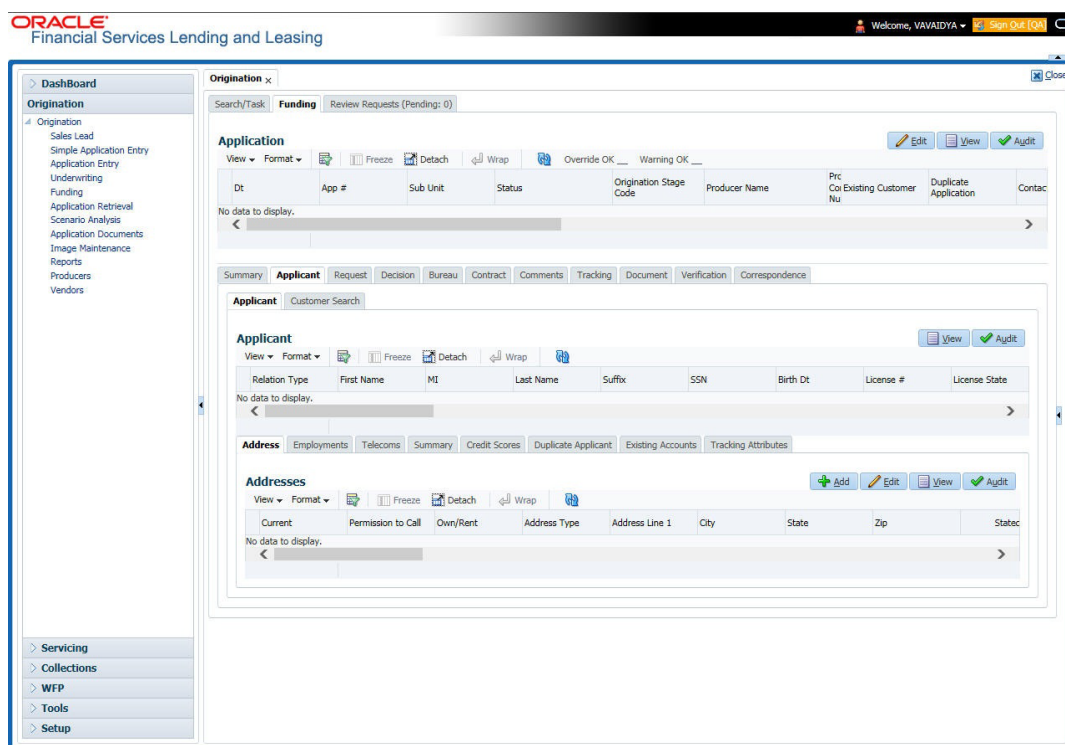 ORACLE®
Financial Services Lending and Leasing
Welcome, VAVAIDYA
Sign Out [QA]
DashBoard
Origination
Origination
Sales Lead
Simple Application Entry
Application Entry
Underwriting
Funding
Application Retrieval
Scenario Analysis
Application Documents
Image Maintenance
Reports
Producers
Vendors
Servicing
Collections
WFP
Tools
Setup
Origination x
Close
Search/Task Funding Review Requests (Pending: 0)
Application
Edit View Audit
View Format Freeze Detach Wrap Override OK __ Warning OK __
Dt App # Sub Unit Status Origination Stage Code Producer Name Prc Coi Nu Existing Customer Duplicate Application Contac
No data to display.
Summary Applicant Request Decision Bureau Contract Comments Tracking Document Verification Correspondence
Applicant Customer Search
Applicant
View Audit
View Format Freeze Detach Wrap
Relation Type First Name MI Last Name Suffix SSN Birth Dt License # License State
No data to display.
Address Employments Telecoms Summary Credit Scores Duplicate Applicant Existing Accounts Tracking Attributes
Addresses
Add Edit View Audit
View Format Freeze Detach Wrap
Current Permission to Call Own/Rent Address Type Address Line 1 City State Zip Stated
No data to display.